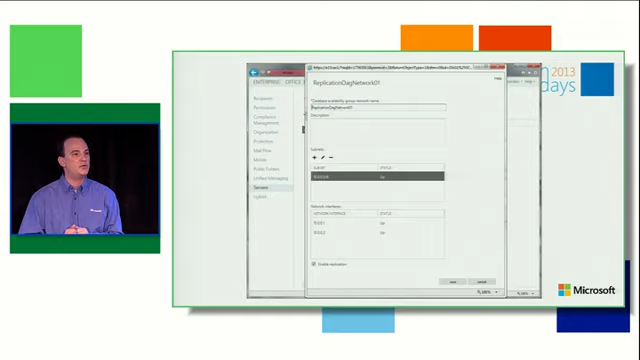 2013
days
Help
ENTERPRISE OFFICE
ReplicationDagNetwork01
Recipients
Permissions
Compliance
Management
Organization
Protection
Mail Flow
Mobile
Public Folders
Unified Messaging
Servers
Hybrid
*Database availability group network name:
ReplicationDagNetwork01
Description:
Subnets:
SUBNET STATUS
Up
Network interfaces:
NETWORK INTERFACE STATUS
Up
Up
Enable replication
save cancel
100%
Microsoft